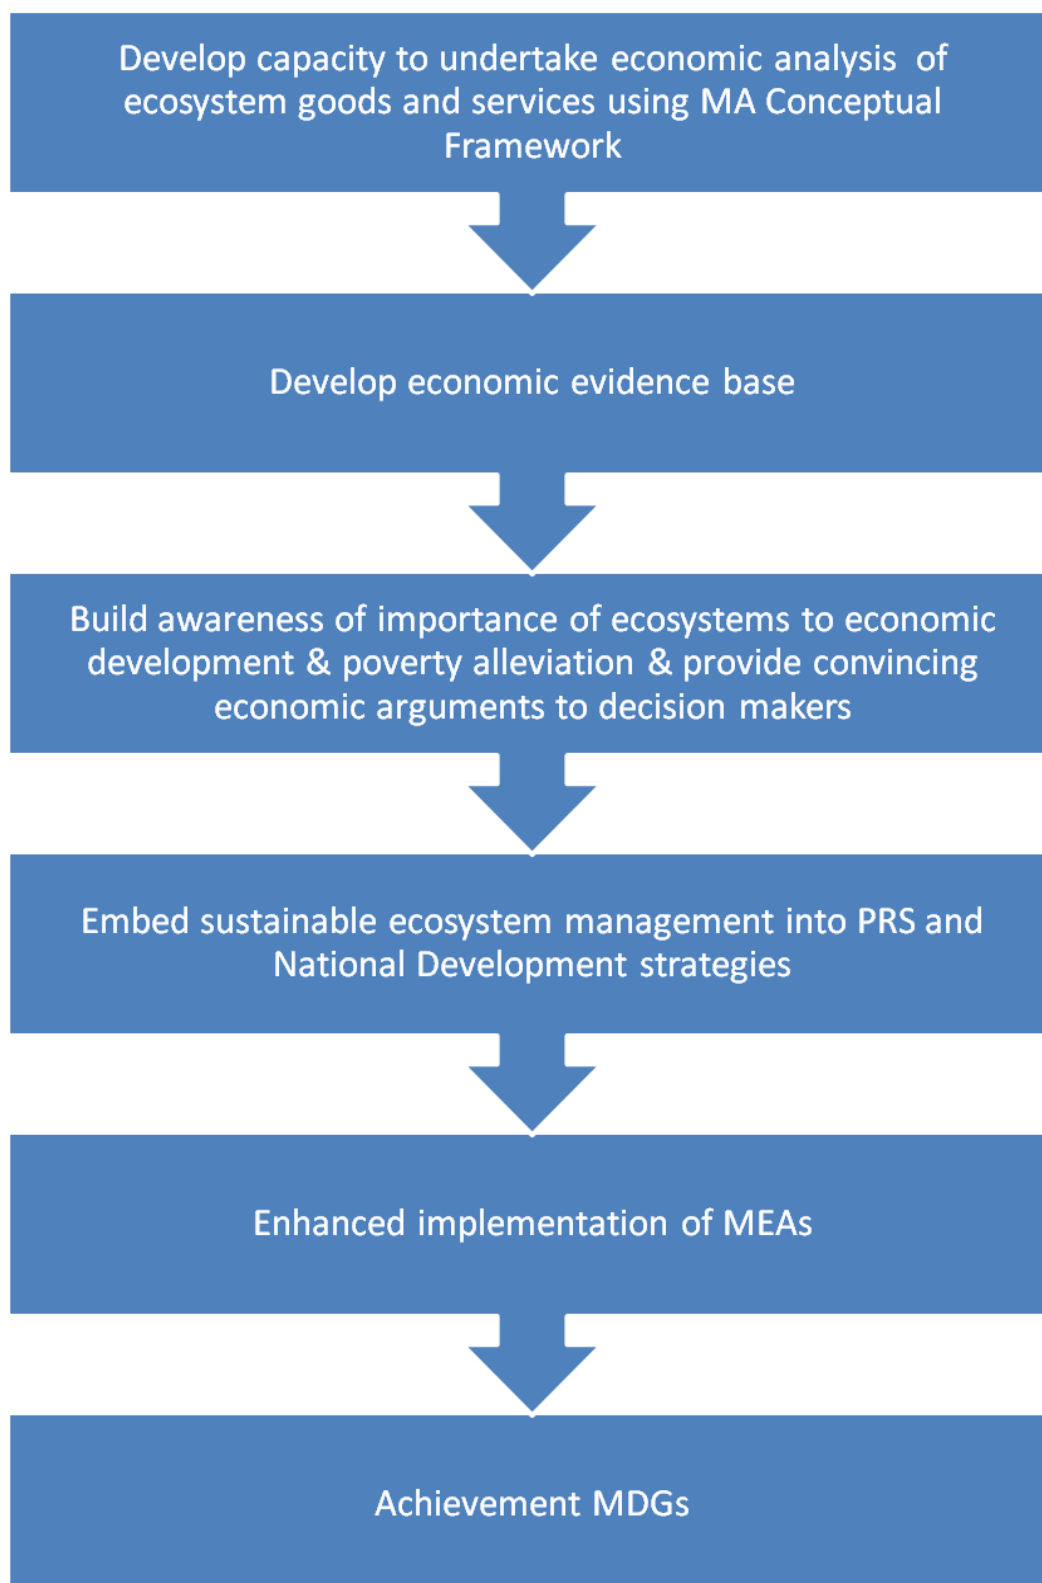 Develop capacity to undertake economic analysis  of
ecosystem goods and services using MA Conceptual
Framework
Develop economic evidence base
Build awareness of importance of ecosystems to economic
development & poverty alleviation & provide convincing
economic arguments to decision makers
Embed sustainable ecosystem management into PRS and
National Development strategies
Enhanced implementation of MEAs
Achievement MDGs